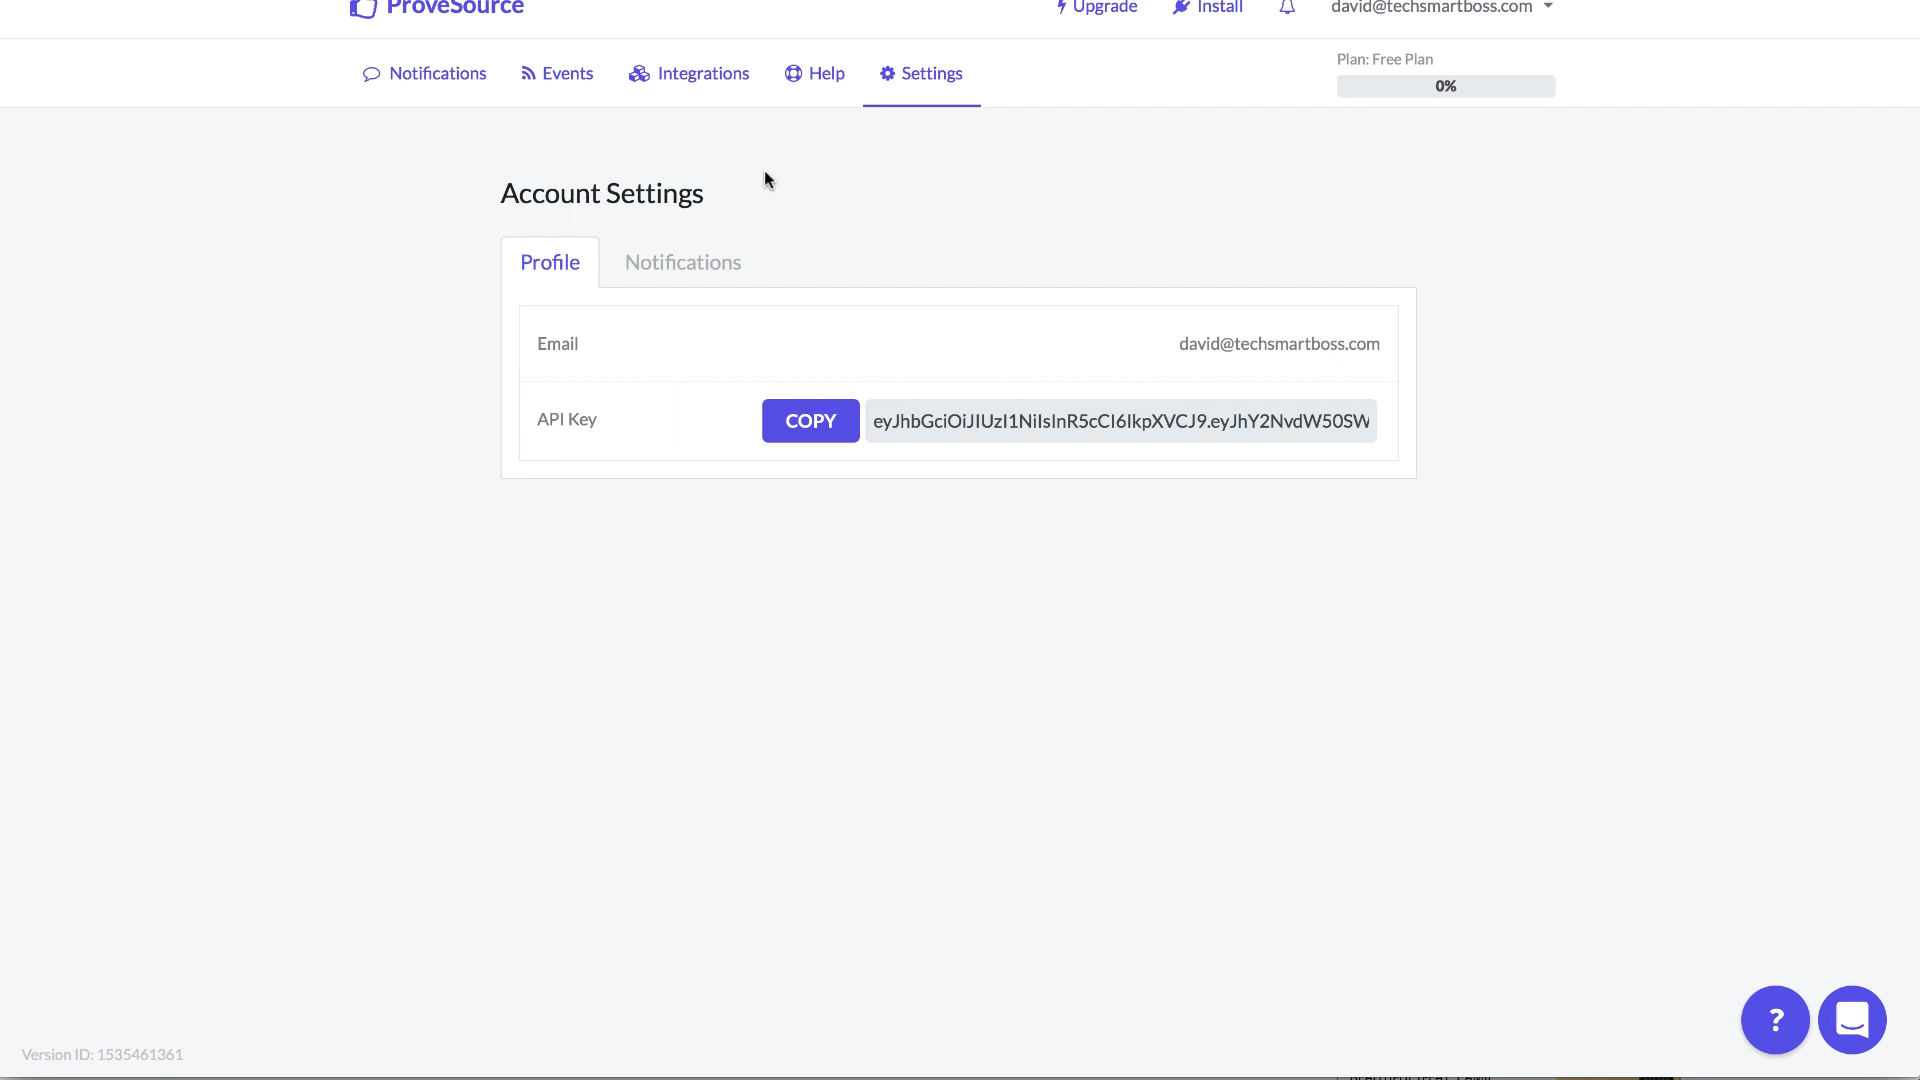 ProveSource
Upgrade
Install
david@techsmartboss.com
Notifications
Events
Integrations
Help
Settings
Plan: Free Plan
0%
Account Settings
Profile
Notifications
Email
david@techsmartboss.com
API Key
COPY
eyJhbGciOiJIUzI1NiIsInR5cCI6IkpXVCJ9.eyJhY2NvdW50SW
?
Version ID: 1535461361